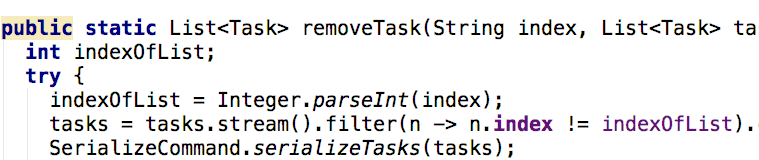 public static List<Task> removeTask(String index, List<Task> ta
int indexOfList;
try {
indexOfList = Integer.parseInt(index);
tasks = tasks.stream().filter(n -> n.index != indexOfList).
SerializeCommand.serializeTasks(tasks);